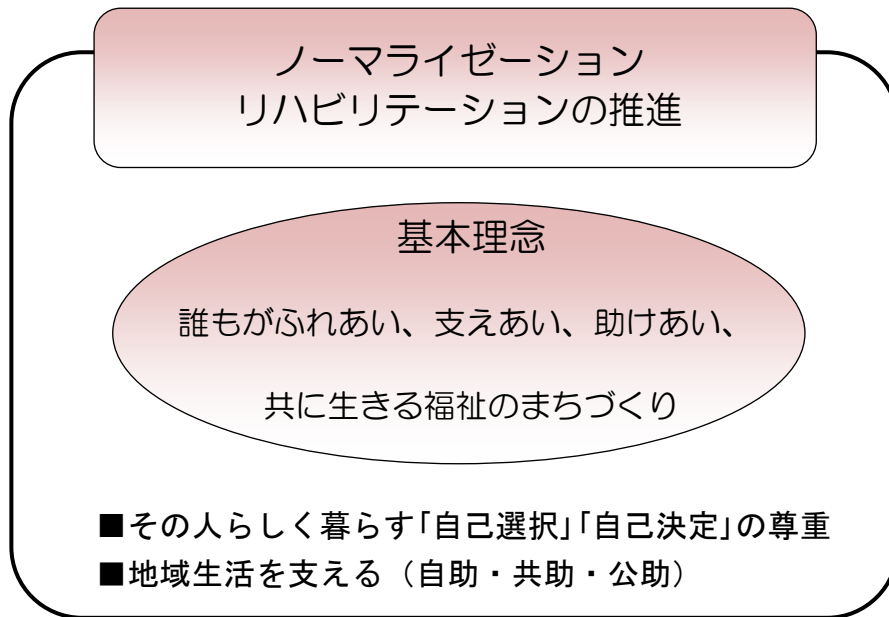 ノーマライゼーション
リハビリテーションの推進
基本理念
誰もがふれあい、支えあい、助けあい、
共に生きる福祉のまちづくり
■その人らしく暮らす「自己選択」「自己決定」の尊重
■地域生活を支える（自助・共助・公助）